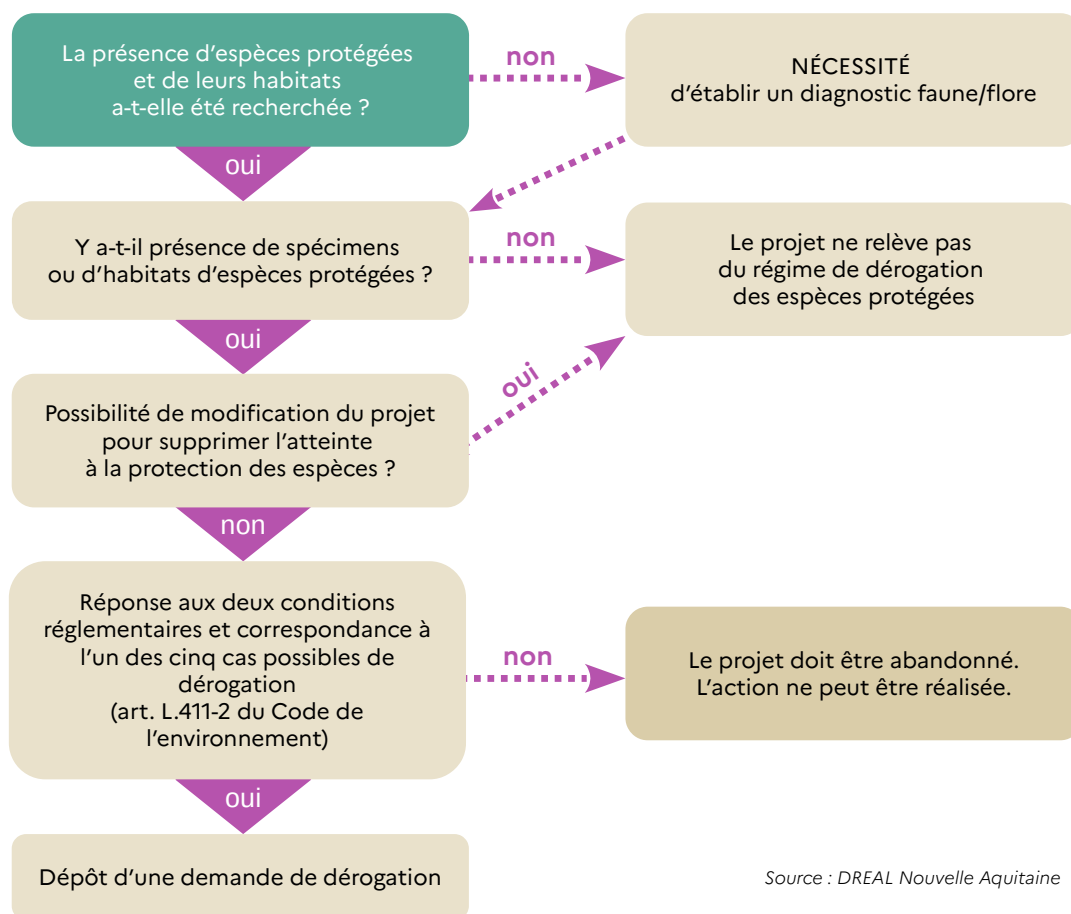 La présence d'espèces protégées
et de leurs habitats
a-t-elle été recherchée ?
non
NÉCESSITÉ
d'établir un diagnostic faune/flore
oui
Y a-t-il présence de spécimens
ou d'habitats d'espèces protégées ?
non
Le projet ne relève pas
du régime de dérogation
des espèces protégées
oui
Possibilité de modification du projet
pour supprimer l'atteinte
à la protection des espèces ?
oui
non
Réponse aux deux conditions
réglementaires et correspondance à
l'un des cinq cas possibles de
dérogation
(art. L.411-2 du Code de
l'environnement)
non
Le projet doit être abandonné.
L'action ne peut être réalisée.
oui
Dépôt d'une demande de dérogation
Source : DREAL Nouvelle Aquitaine